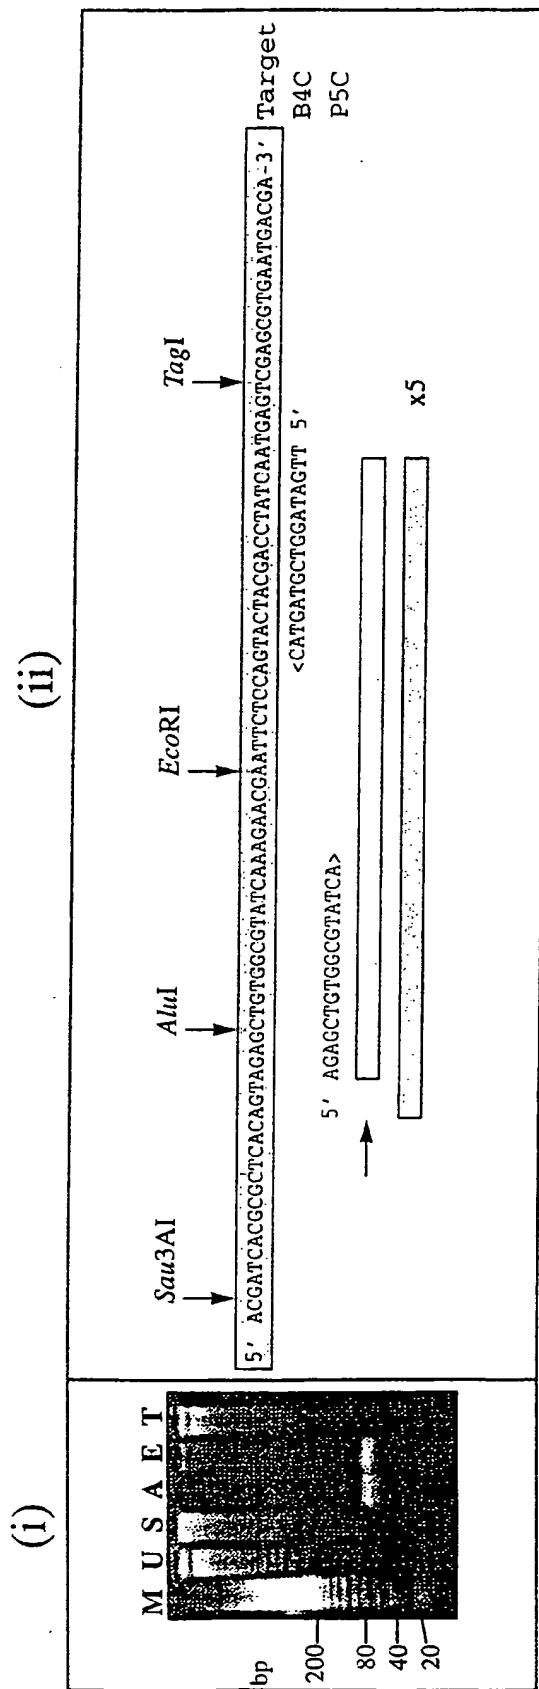 (i)
M U S A E T
bp
200
80
40
20
(ii)
Sau3AI
AluI
EcoRI
TagI
5' ACGATCACGCGCTCACAGTAGAGCTGTGGCGTATCAAAGAACGAATTCTCCAGTACTACGACCTATCAATGAGTCGAGCGTGAATGACGA-3' Target
<CATGATGCTGGATAGTT 5' B4C
5' AGAGCTGTGGCGTATCA> P5C
x5